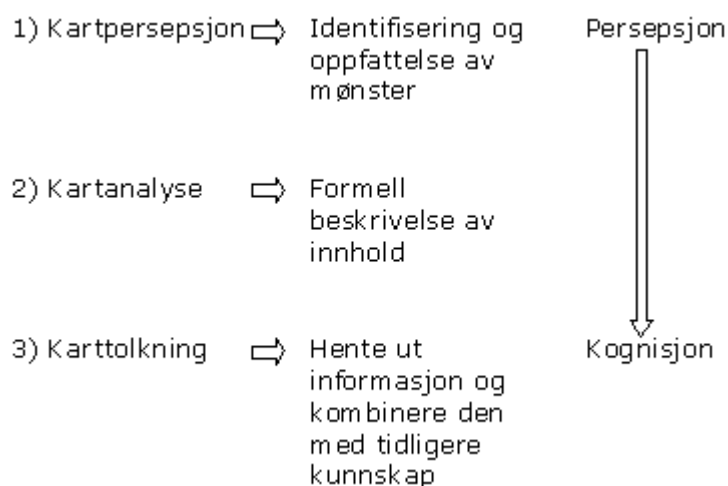 1) Kartpersepsjon
Identifisering og
oppfattelse av
mønster
Persepsjon
2) Kartanalyse
Formell
beskrivelse av
innhold
3) Karttolkning
Hente ut
informasjon og
kombinere den
med tidligere
kunnskap
Kognisjon